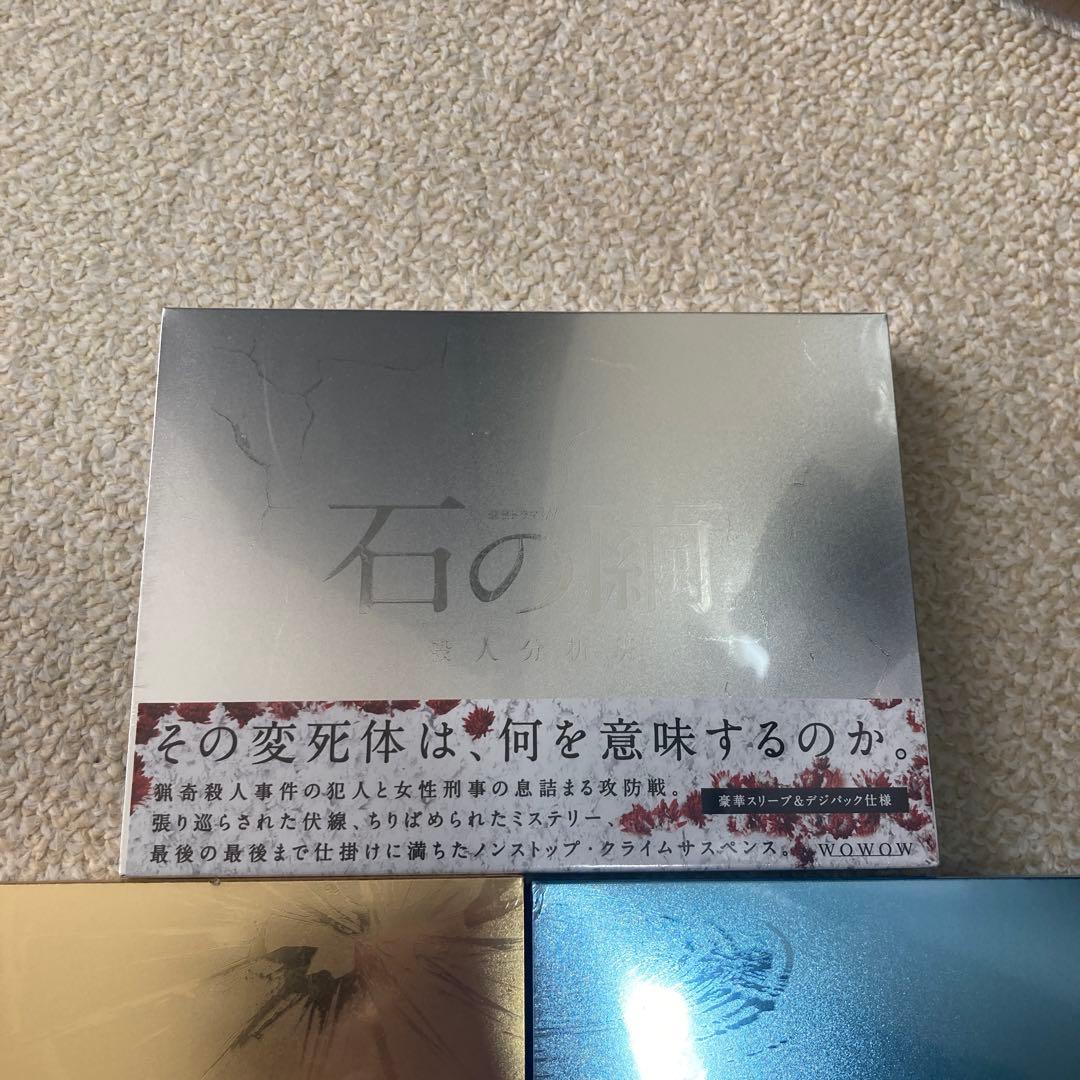 連続ドラマW
石の繭
殺人分析班
その変死体は、何を意味するのか。
猟奇殺人事件の犯人と女性刑事の息詰まる攻防戦。
張り巡らされた伏線、ちりばめられたミステリー、
最後の最後まで仕掛けに満ちたノンストップ・クライムサスペンス。
豪華スリーブ&デジパック仕様
WOWOW